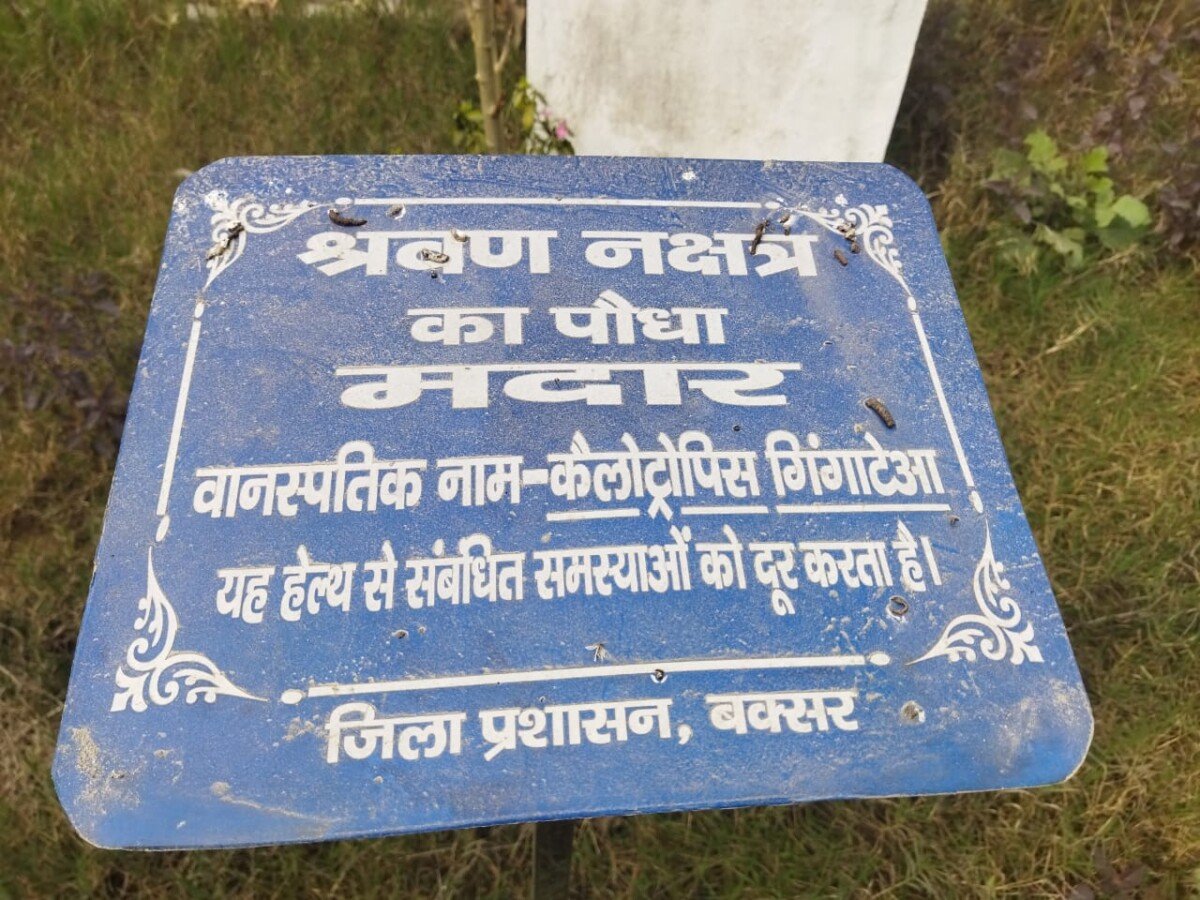 श्रवण नक्षत्र
का पौधा
मदार
वानस्पतिक नाम-कैलोट्रोपिस गिंगाटेआ
यह हेल्थ से संबंधित समस्याओं को दूर करता है।
जिला प्रशासन, बक्सर